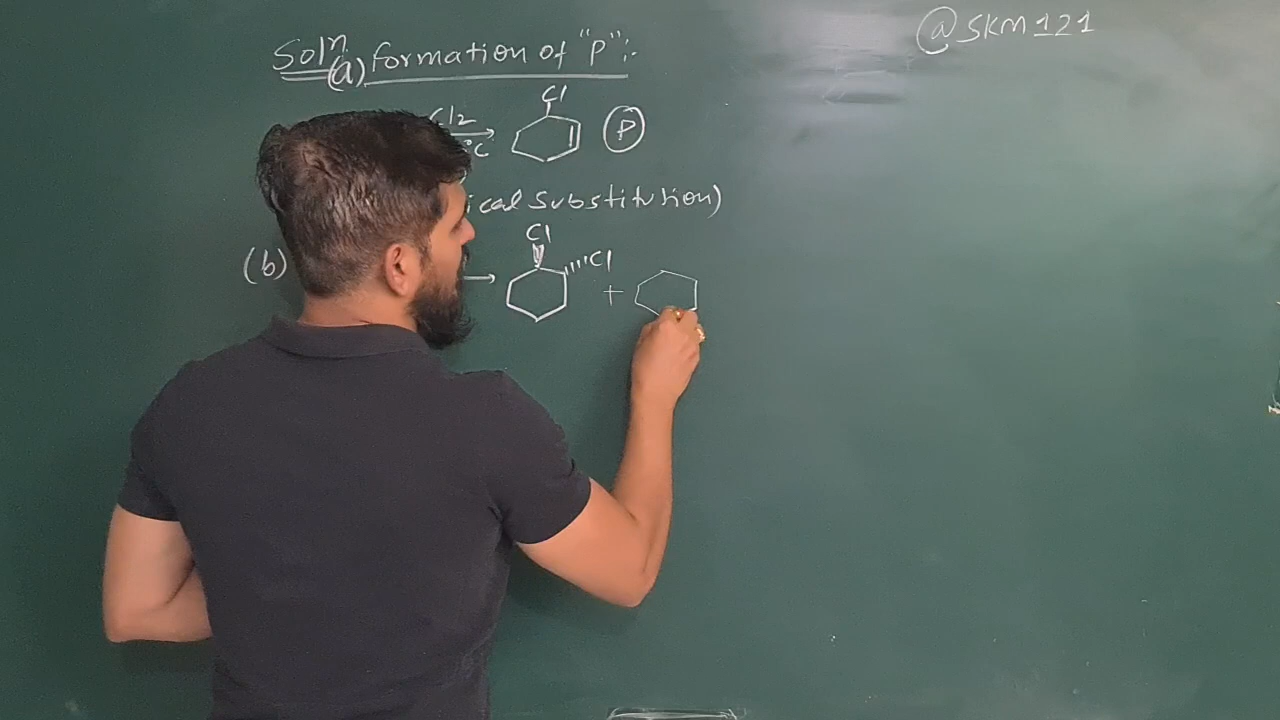 @SKM121
Solⁿ (a) formation of "P":-
Cl
Cl2
°C
P
ical Substitution)
Cl
(b)
Cl
+